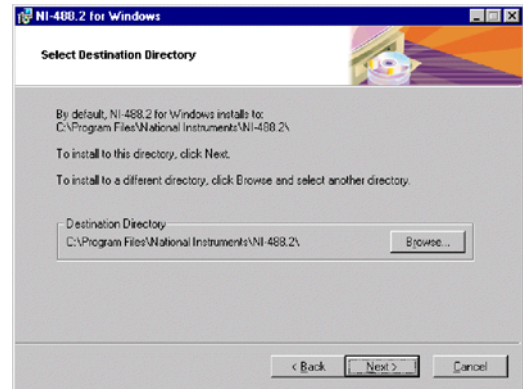 NI-488.2 for Windows
Select Destination Directory
By default, NI-488.2 for Windows installs to:
C:\Program Files\National Instruments\NI-488.2\
To install to this directory, click Next.
To install to a different directory, click Browse and select another directory.
Destination Directory
C:\Program Files\National Instruments\NI-488.2\
Browse...
< Back
Next >
Cancel